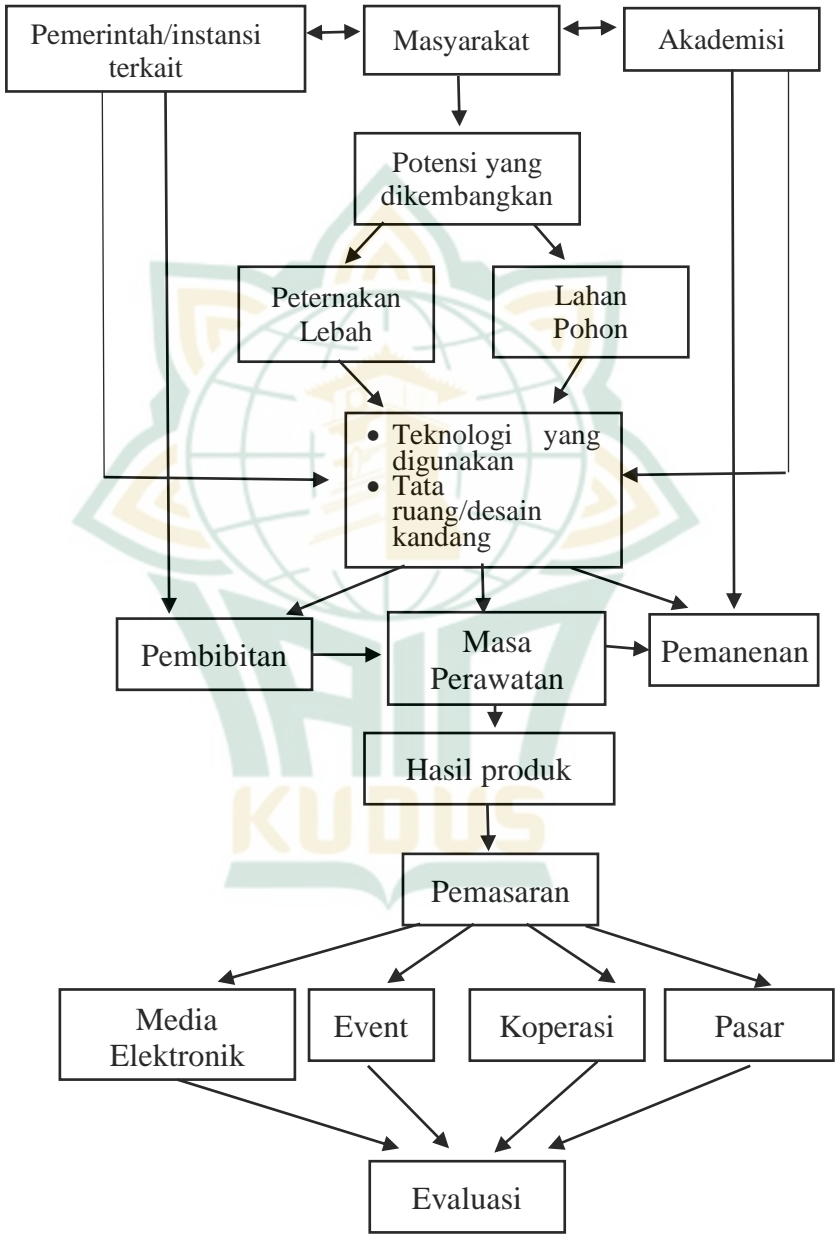 Pemerintah/instansi
terkait
Masyarakat
Akademisi
Potensi yang
dikembangkan
Peternakan
Lebah
Lahan
Pohon
• Teknologi yang
digunakan
• Tata
ruang/desain
kandang
Pembibitan
Masa
Perawatan
Pemanenan
Hasil produk
KUDUS
Pemasaran
Media
Elektronik
Event
Koperasi
Pasar
Evaluasi